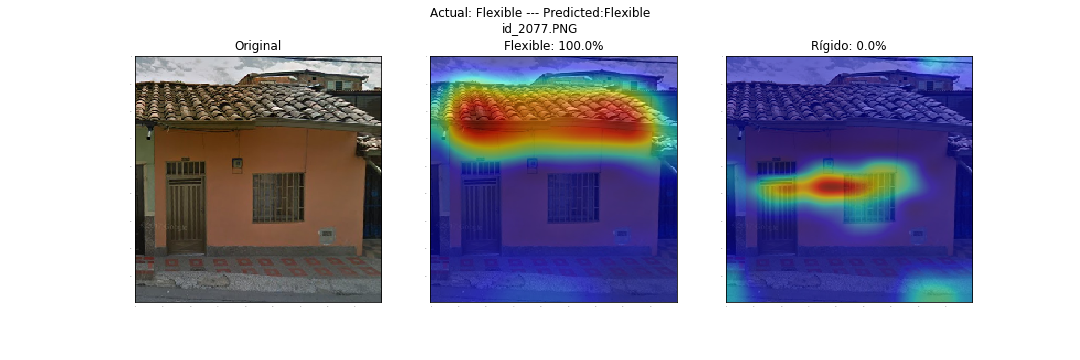 Actual: Flexible --- Predicted:Flexible
id_2077.PNG
Original
Flexible: 100.0%
Rígido: 0.0%